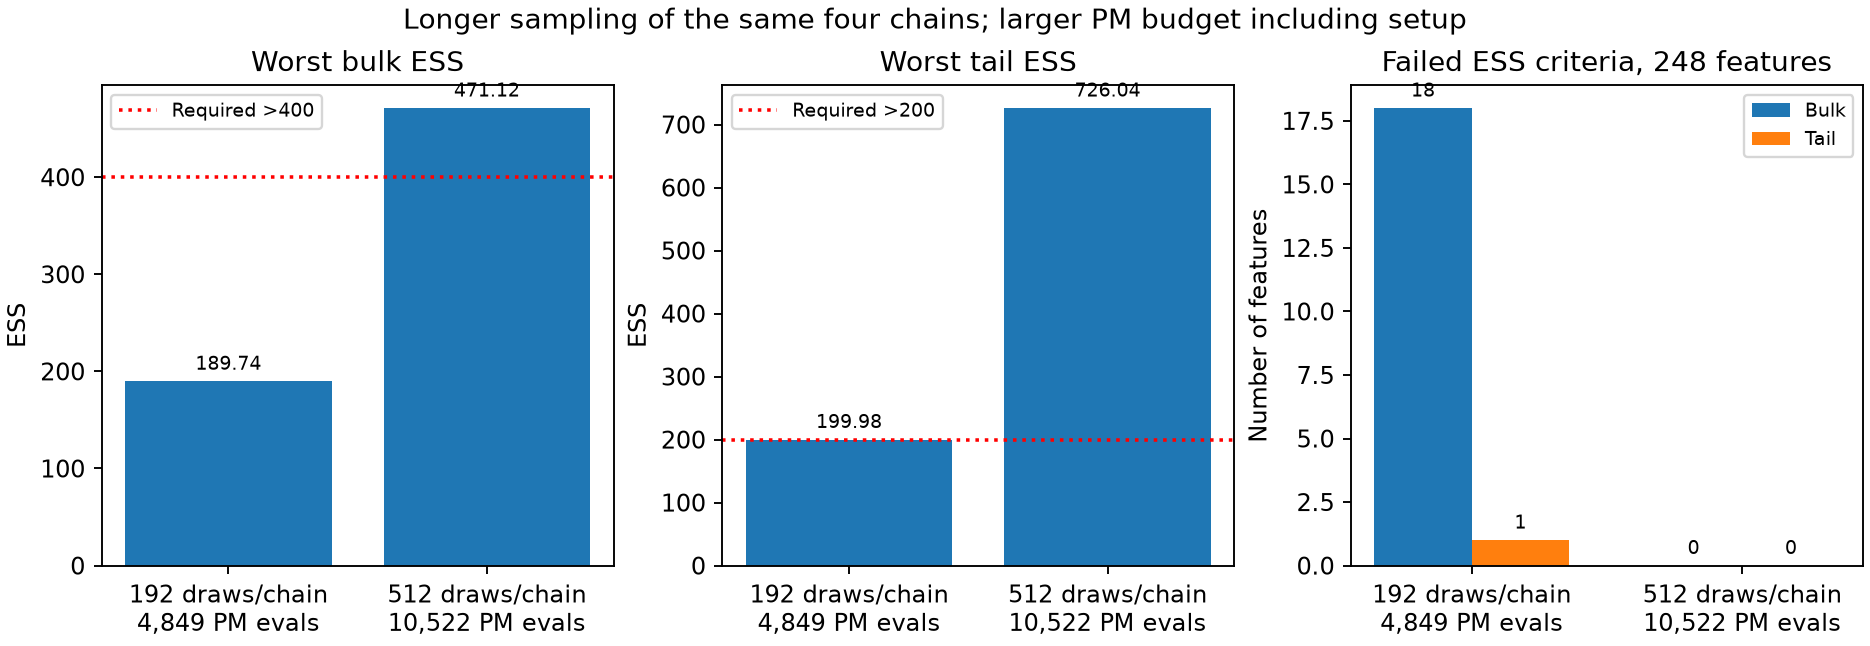 Longer sampling of the same four chains; larger PM budget including setup
Worst bulk ESS
Required >400
471.12
189.74
400
300
200
100
0
ESS
192 draws/chain
4,849 PM evals
512 draws/chain
10,522 PM evals
Worst tail ESS
Required >200
726.04
199.98
700
600
500
400
300
200
100
0
ESS
192 draws/chain
4,849 PM evals
512 draws/chain
10,522 PM evals
Failed ESS criteria, 248 features
Bulk
Tail
18
1
0
0
17.5
15.0
12.5
10.0
7.5
5.0
2.5
0.0
Number of features
192 draws/chain
4,849 PM evals
512 draws/chain
10,522 PM evals